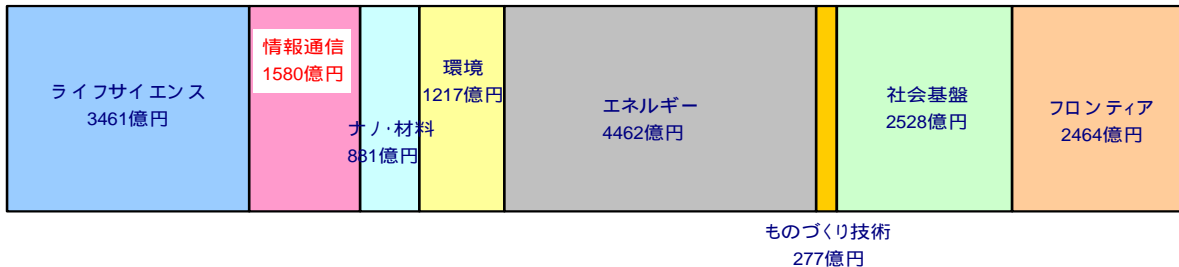 ライフサイエンス
3461億円
情報通信
1580億円
ナノ・材料
881億円
環境
1217億円
エネルギー
4462億円
ものづくり技術
277億円
社会基盤
2528億円
フロンティア
2464億円